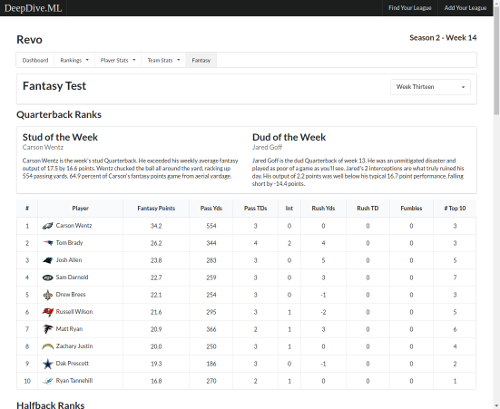 DeepDive.ML Find Your League Add Your League
Revo Season 2 - Week 14
Dashboard Rankings Player Stats Team Stats Fantasy
Fantasy Test Week Thirteen
Quarterback Ranks
Stud of the Week
Carson Wentz
Carson Wentz is the week's stud Quarterback. He exceeded his weekly average fantasy
output of 17.5 by 16.6 points. Wentz chucked the ball all around the yard, racking up
554 passing yards. 64.9 percent of Carson's fantasy points game from aerial yardage.
Dud of the Week
Jared Goff
Jared Goff is the dud Quarterback of week 13. He was an unmitigated disaster and
played as poor of a game as you'll see. Jared's 2 interceptions are what truly ruined his
day. His output of 2.2 points was well below his typical 16.7 point performance, falling
short by -14.4 points.
# Player Fantasy Points Pass Yds Pass TDs Int Rush Yds Rush TD Fumbles # Top 10
1 Carson Wentz 34.2 554 3 0 0 0 0 3
2 Tom Brady 26.2 344 4 2 4 0 0 3
3 Josh Allen 23.8 283 3 0 5 0 0 5
4 Sam Darnold 22.7 259 3 0 3 0 0 7
5 Drew Brees 22.1 254 3 0 -1 0 0 3
6 Russell Wilson 21.6 295 3 1 -2 0 0 5
7 Matt Ryan 20.9 366 2 1 3 0 0 6
8 Zachary Justin 20.0 250 3 1 0 0 0 4
9 Dak Prescott 19.3 186 3 0 -1 0 0 2
10 Ryan Tannehill 16.8 270 2 1 0 0 0 1
Halfback Ranks